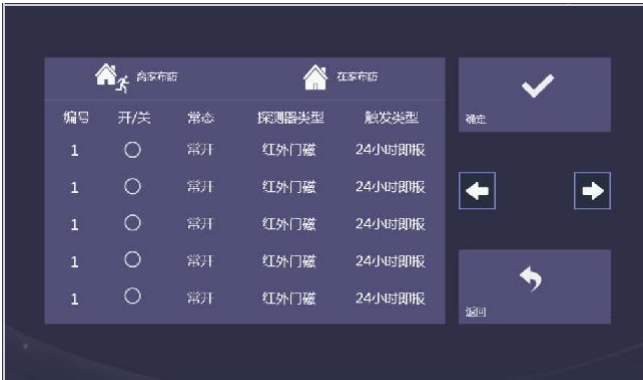 离家布防 在家布防
编号 开/关 常态 探测器类型 触发类型
1 常开 红外门磁 24小时即报
1 常开 红外门磁 24小时即报
1 常开 红外门磁 24小时即报
1 常开 红外门磁 24小时即报
1 常开 红外门磁 24小时即报
确定
返回